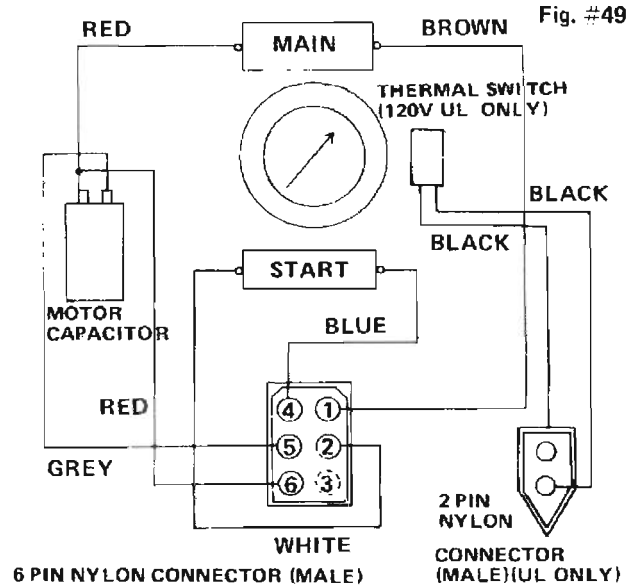 Fig. #49
RED
MAIN
BROWN
THERMAL SWITCH
(120V UL ONLY)
BLACK
BLACK
START
MOTOR
CAPACITOR
BLUE
RED
4 1
5 2
6 3
GREY
WHITE
2 PIN
NYLON
CONNECTOR
(MALE)(UL ONLY)
6 PIN NYLON CONNECTOR (MALE)